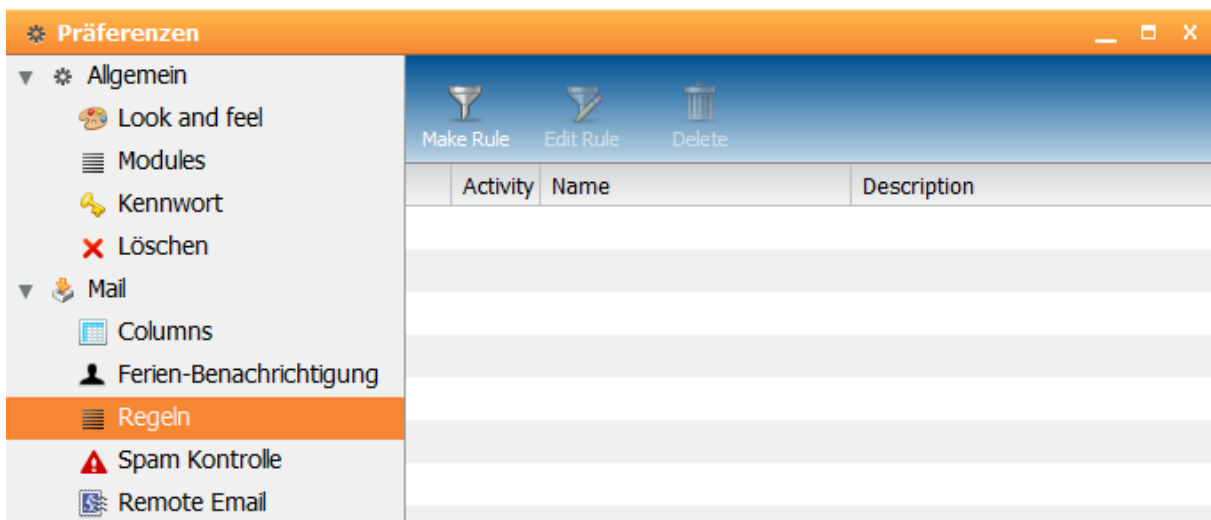 Präferenzen
Allgemein
Look and feel
Modules
Kennwort
Löschen
Mail
Columns
Ferien-Benachrichtigung
Regeln
Spam Kontrolle
Remote Email
Make Rule Edit Rule Delete
Activity Name Description